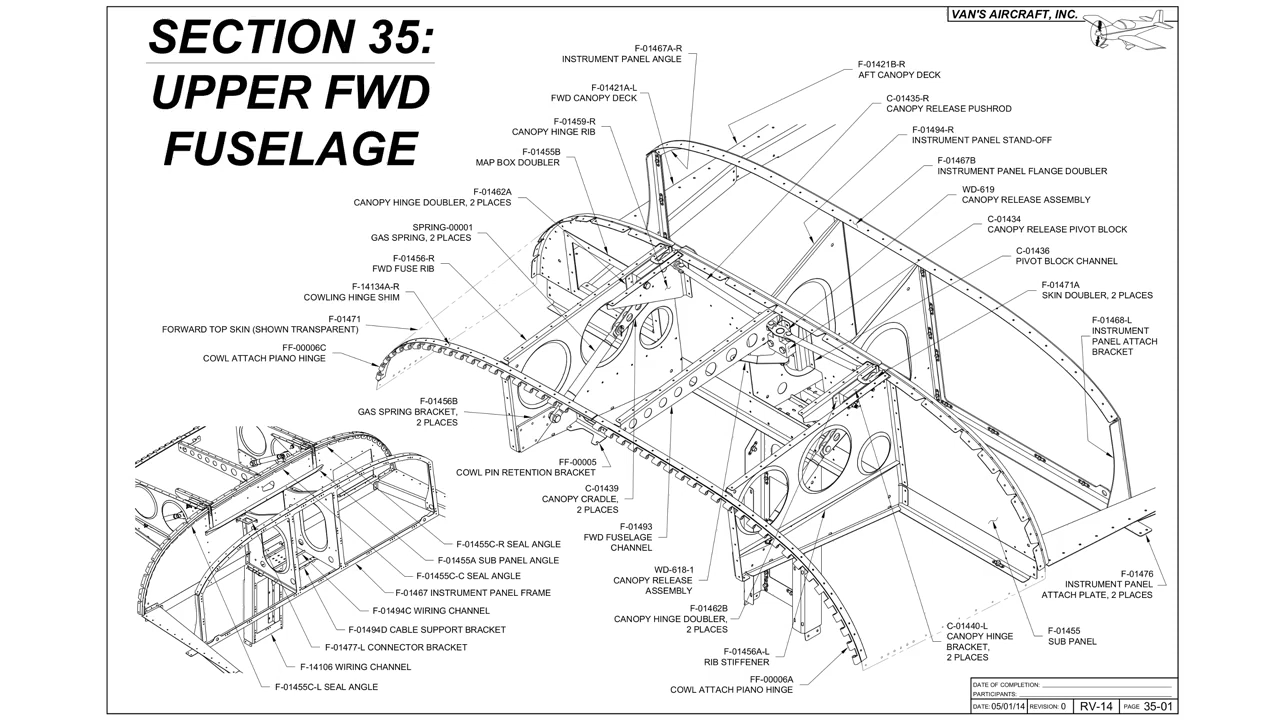 SECTION 35:
UPPER FWD
FUSELAGE
VAN'S AIRCRAFT, INC.
F-01467A-R
INSTRUMENT PANEL ANGLE
F-01421A-L
FWD CANOPY DECK
F-01459-R
CANOPY HINGE RIB
F-01455B
MAP BOX DOUBLER
F-01462A
CANOPY HINGE DOUBLER, 2 PLACES
SPRING-00001
GAS SPRING, 2 PLACES
F-01456-R
FWD FUSE RIB
F-14134A-R
COWLING HINGE SHIM
F-01471
FORWARD TOP SKIN (SHOWN TRANSPARENT)
FF-00006C
COWL ATTACH PIANO HINGE
F-01456B
GAS SPRING BRACKET,
2 PLACES
FF-00005
COWL PIN RETENTION BRACKET
C-01439
CANOPY CRADLE,
2 PLACES
F-01493
FWD FUSELAGE
CHANNEL
WD-618-1
CANOPY RELEASE
ASSEMBLY
F-01462B
CANOPY HINGE DOUBLER,
2 PLACES
F-01456A-L
RIB STIFFENER
FF-00006A
COWL ATTACH PIANO HINGE
F-01421B-R
AFT CANOPY DECK
C-01435-R
CANOPY RELEASE PUSHROD
F-01494-R
INSTRUMENT PANEL STAND-OFF
F-01467B
INSTRUMENT PANEL FLANGE DOUBLER
WD-619
CANOPY RELEASE ASSEMBLY
C-01434
CANOPY RELEASE PIVOT BLOCK
C-01436
PIVOT BLOCK CHANNEL
F-01471A
SKIN DOUBLER, 2 PLACES
F-01468-L
INSTRUMENT
PANEL ATTACH
BRACKET
F-01476
INSTRUMENT PANEL
ATTACH PLATE, 2 PLACES
F-01455
SUB PANEL
C-01440-L
CANOPY HINGE
BRACKET,
2 PLACES
F-01455C-R SEAL ANGLE
F-01455A SUB PANEL ANGLE
F-01455C-C SEAL ANGLE
F-01467 INSTRUMENT PANEL FRAME
F-01494C WIRING CHANNEL
F-01494D CABLE SUPPORT BRACKET
F-01477-L CONNECTOR BRACKET
F-14106 WIRING CHANNEL
F-01455C-L SEAL ANGLE
DATE OF COMPLETION:
PARTICIPANTS:
DATE: 05/01/14 REVISION: 0 RV-14 PAGE 35-01